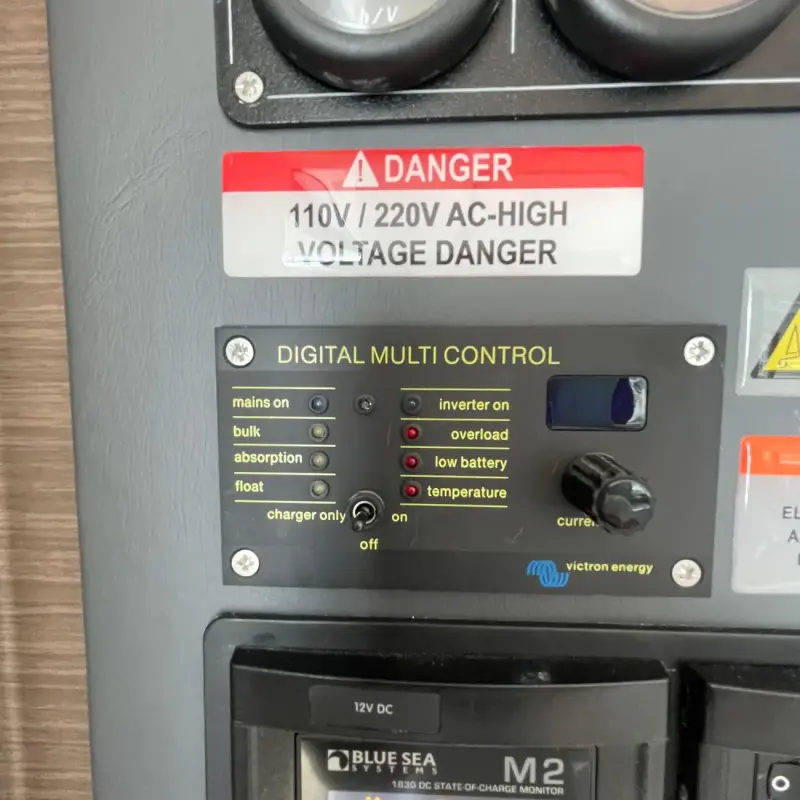 h/V
DANGER
110V / 220V AC-HIGH
VOLTAGE DANGER
DIGITAL MULTI CONTROL
mains on
inverter on
bulk
overload
absorption
low battery
float
temperature
charger only
on
off
victron energy
EL
A
12V DC
BLUE SEA
SYSTEMS
M2
1830 DC STATE-OF-CHARGE MONITOR